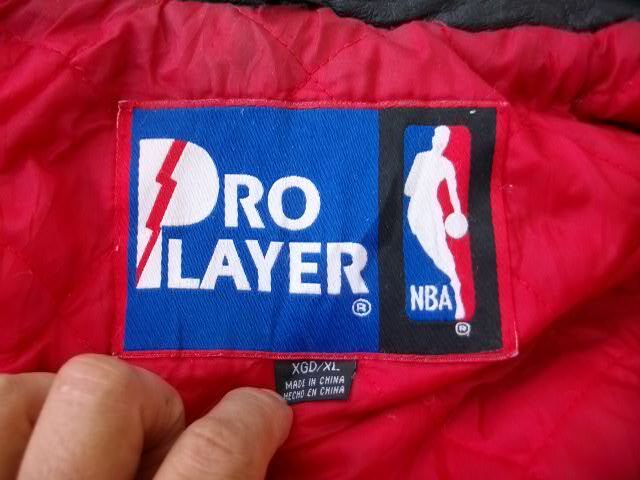 PRO
PLAYER®
NBA
®
XGD/XL
MADE IN CHINA
HECHO EN CHINA